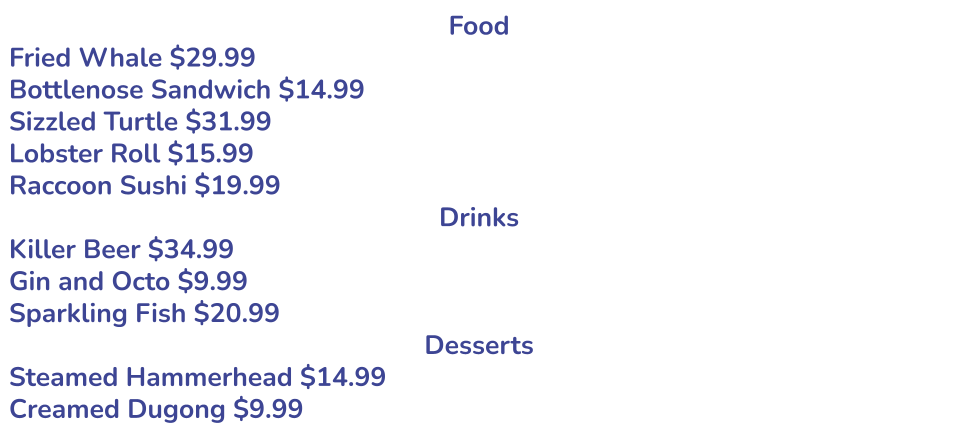 Food
Fried Whale $29.99
Bottlenose Sandwich $14.99
Sizzled Turtle $31.99
Lobster Roll $15.99
Raccoon Sushi $19.99
Drinks
Killer Beer $34.99
Gin and Octo $9.99
Sparkling Fish $20.99
Desserts
Steamed Hammerhead $14.99
Creamed Dugong $9.99